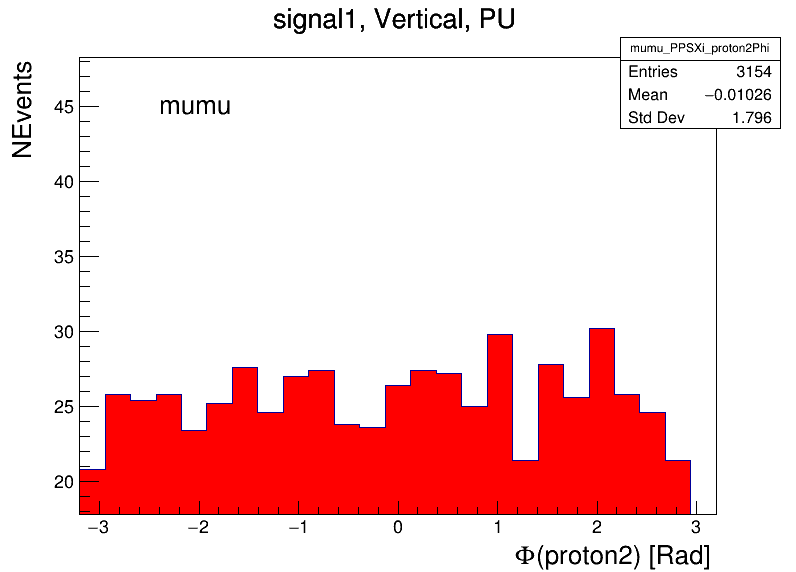 signal1, Vertical, PU
mumu_PPSXi_proton2Phi
Entries 3154
Mean −0.01026
Std Dev 1.796
NEvents
mumu
45
40
35
30
25
20
−3 −2 −1 0 1 2 3
Φ(proton2) [Rad]